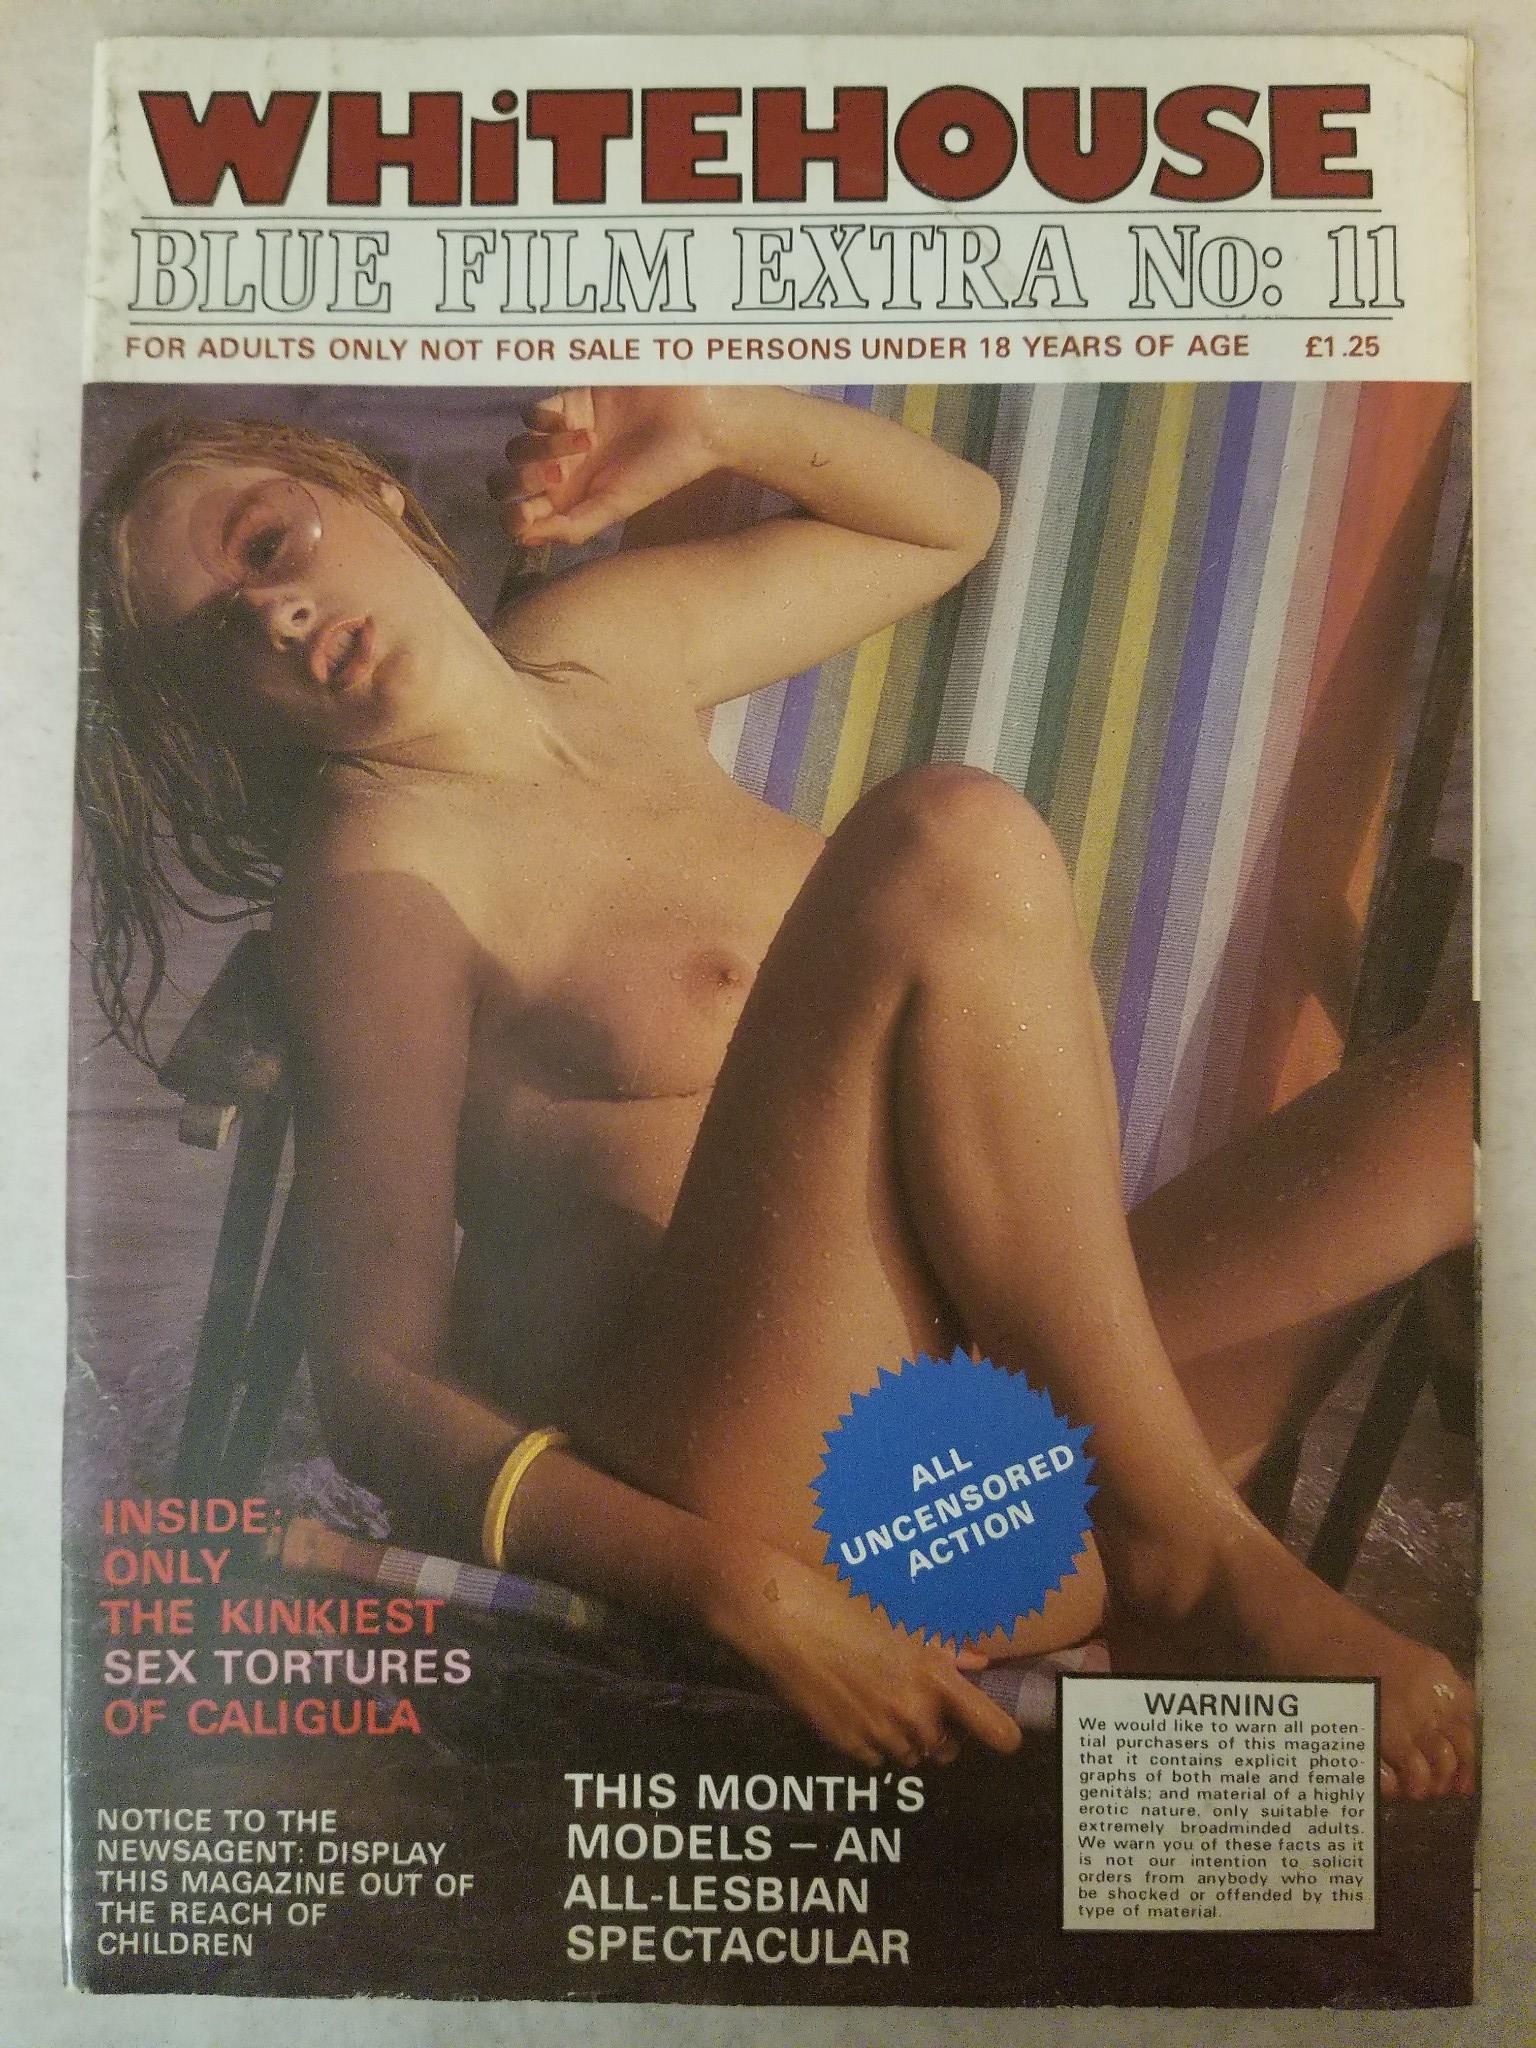 WHiTEHOUSE
BLUE FILM EXTRA No: 11
FOR ADULTS ONLY NOT FOR SALE TO PERSONS UNDER 18 YEARS OF AGE £1.25
ALL
UNCENSORED
ACTION
INSIDE:
ONLY
THE KINKIEST
SEX TORTURES
OF CALIGULA
NOTICE TO THE
NEWSAGENT: DISPLAY
THIS MAGAZINE OUT OF
THE REACH OF
CHILDREN
THIS MONTH'S
MODELS – AN
ALL-LESBIAN
SPECTACULAR
WARNING
We would like to warn all poten-
tial purchasers of this magazine
that it contains explicit photo-
graphs of both male and female
genitals; and material of a highly
erotic nature, only suitable for
extremely broadminded adults.
We warn you of these facts as it
is not our intention to solicit
orders from anybody who may
be shocked or offended by this
type of material.